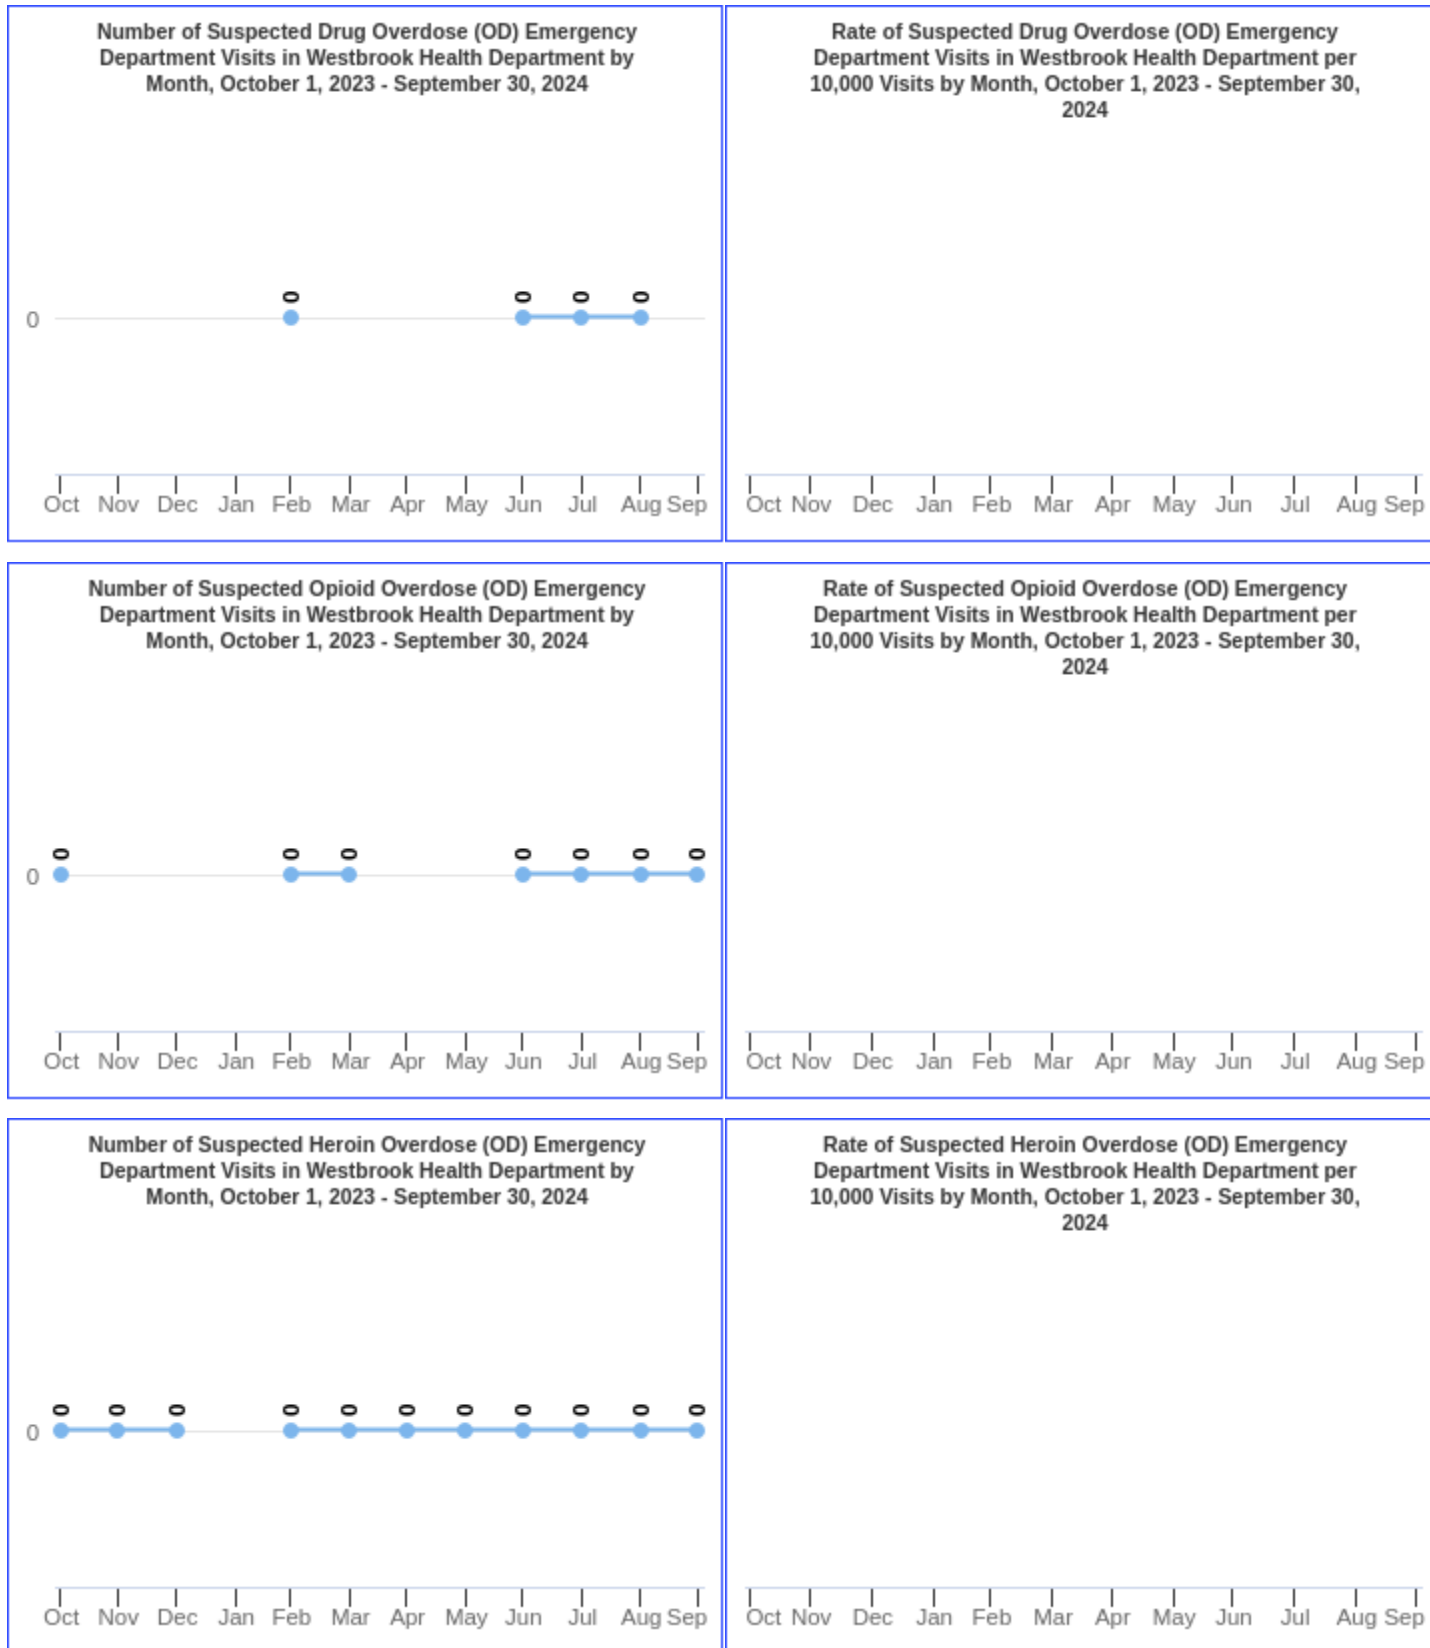 Number of Suspected Drug Overdose (OD) Emergency
Department Visits in Westbrook Health Department by
Month, October 1, 2023 - September 30, 2024
0
0
0
0
0
Oct Nov Dec Jan Feb Mar Apr May Jun Jul Aug Sep
Rate of Suspected Drug Overdose (OD) Emergency
Department Visits in Westbrook Health Department per
10,000 Visits by Month, October 1, 2023 - September 30,
2024
Oct Nov Dec Jan Feb Mar Apr May Jun Jul Aug Sep
Number of Suspected Opioid Overdose (OD) Emergency
Department Visits in Westbrook Health Department by
Month, October 1, 2023 - September 30, 2024
0
0
0
0
0
0
0
0
Oct Nov Dec Jan Feb Mar Apr May Jun Jul Aug Sep
Rate of Suspected Opioid Overdose (OD) Emergency
Department Visits in Westbrook Health Department per
10,000 Visits by Month, October 1, 2023 - September 30,
2024
Oct Nov Dec Jan Feb Mar Apr May Jun Jul Aug Sep
Number of Suspected Heroin Overdose (OD) Emergency
Department Visits in Westbrook Health Department by
Month, October 1, 2023 - September 30, 2024
0
0
0
0
0
0
0
0
0
0
0
0
Oct Nov Dec Jan Feb Mar Apr May Jun Jul Aug Sep
Rate of Suspected Heroin Overdose (OD) Emergency
Department Visits in Westbrook Health Department per
10,000 Visits by Month, October 1, 2023 - September 30,
2024
Oct Nov Dec Jan Feb Mar Apr May Jun Jul Aug Sep